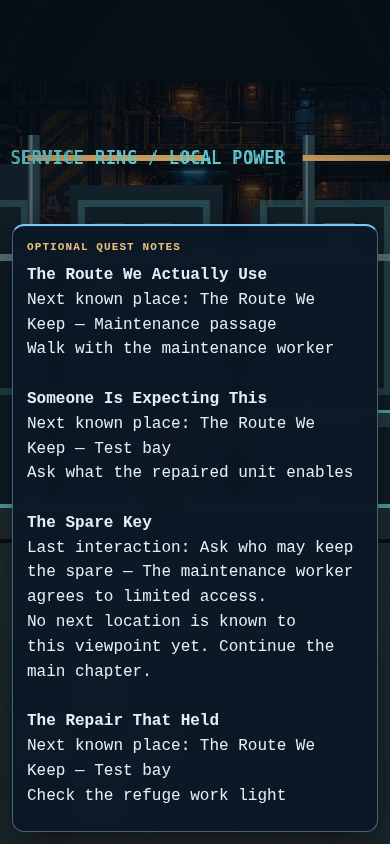 SERVICE RING / LOCAL POWER
OPTIONAL QUEST NOTES
The Route We Actually Use
Next known place: The Route We
Keep — Maintenance passage
Walk with the maintenance worker
Someone Is Expecting This
Next known place: The Route We
Keep — Test bay
Ask what the repaired unit enables
The Spare Key
Last interaction: Ask who may keep
the spare — The maintenance worker
agrees to limited access.
No next location is known to
this viewpoint yet. Continue the
main chapter.
The Repair That Held
Next known place: The Route We
Keep — Test bay
Check the refuge work light